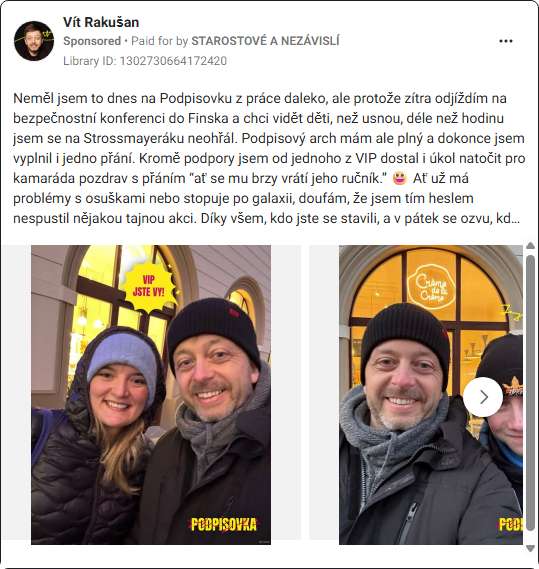 Vít Rakušan
Sponsored • Paid for by STAROSTOVÉ A NEZÁVISLÍ
Library ID: 1302730664172420
Neměl jsem to dnes na Podpisovku z práce daleko, ale protože zítra odjíždím na
bezpečnostní konferenci do Finska a chci vidět děti, než usnou, déle než hodinu
jsem se na Strossmayeráku neohřál. Podpisový arch mám ale plný a dokonce jsem
vyplnil i jedno přání. Kromě podpory jsem od jednoho z VIP dostal i úkol natočit pro
kamaráda pozdrav s přáním “ať se mu brzy vrátí jeho ručník.” 😃 Ať už má
problémy s osuškami nebo stopuje po galaxii, doufám, že jsem tím heslem
nespustil nějakou tajnou akci. Díky všem, kdo jste se stavili, a v pátek se ozvu, kd...
VIP
JSTE VY!
PODPISOVKA
Crème
de la
Crème
POD